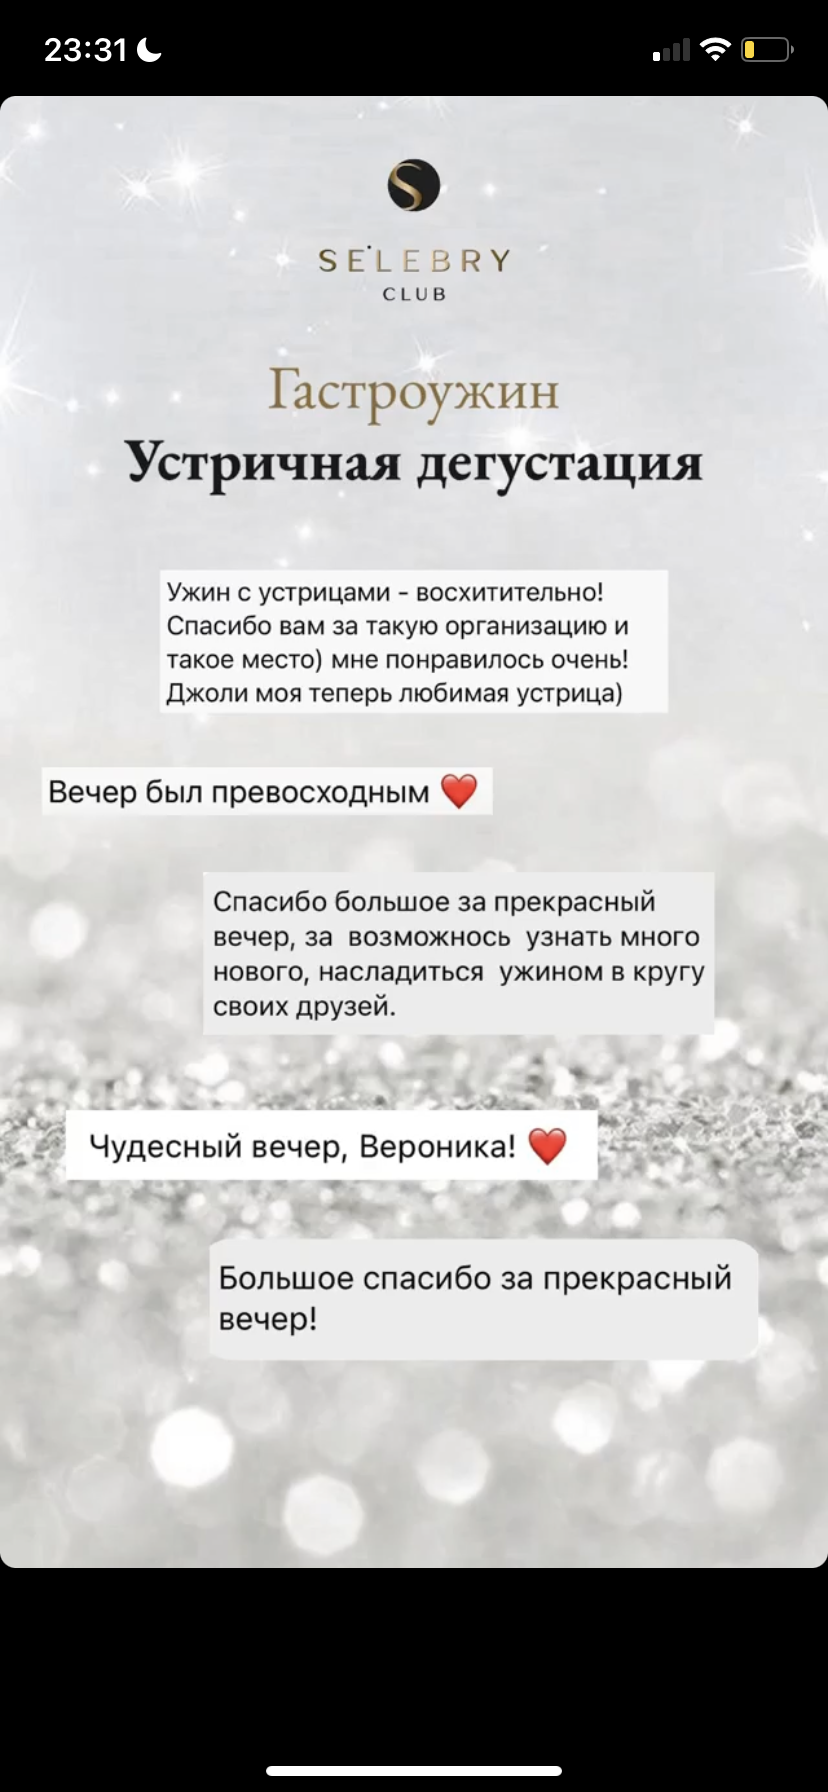 23:31
S
SELEBRY
CLUB
Гастроужин
Устричная дегустация
Ужин с устрицами - восхитительно!
Спасибо вам за такую организацию и
такое место) мне понравилось очень!
Джоли моя теперь любимая устрица)
Вечер был превосходным ❤️
Спасибо большое за прекрасный
вечер, за  возможнось  узнать много
нового, насладиться  ужином в кругу
своих друзей.
Чудесный вечер, Вероника! ❤️
Большое спасибо за прекрасный
вечер!